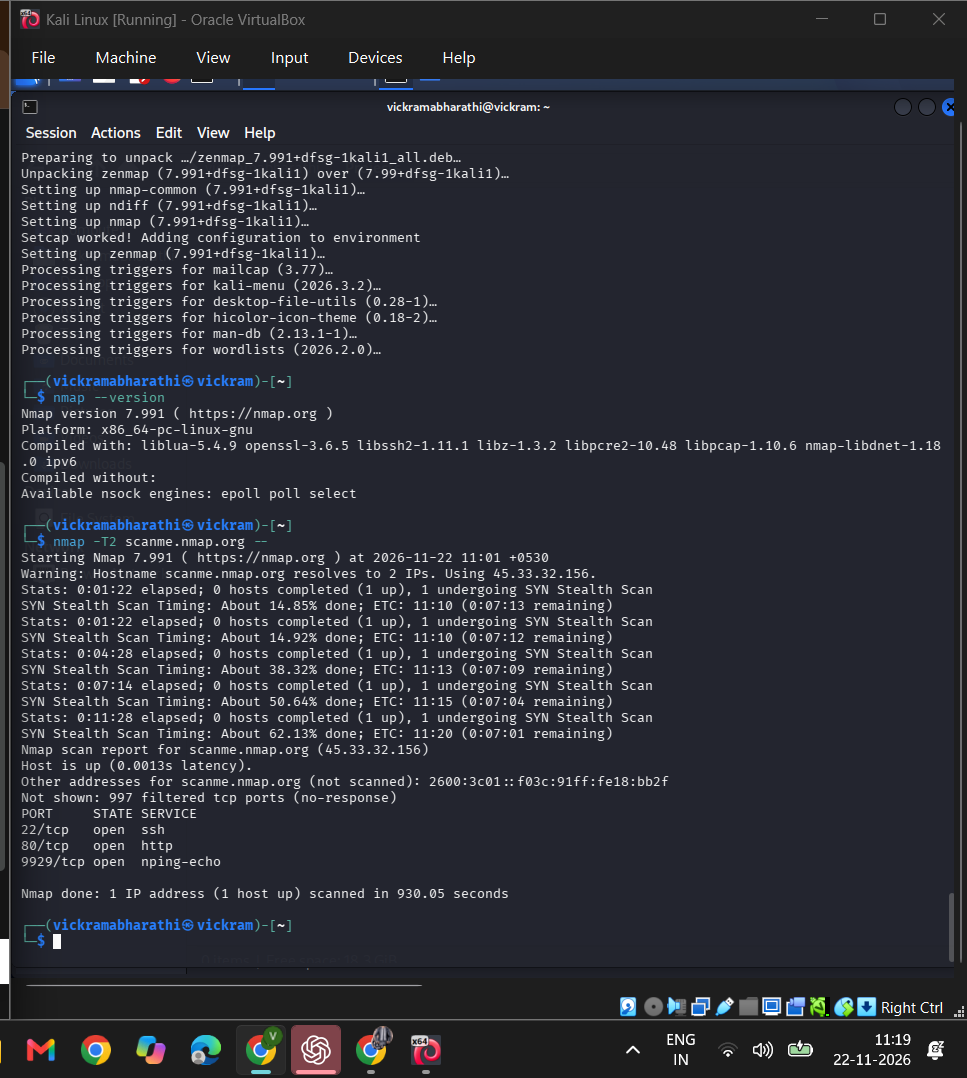 Kali Linux [Running] - Oracle VirtualBox
File Machine View Input Devices Help
vickramabharathi@vickram: ~
Session Actions Edit View Help
Preparing to unpack …/zenmap_7.991+dfsg-1kali1_all.deb…
Unpacking zenmap (7.991+dfsg-1kali1) over (7.99+dfsg-1kali1)…
Setting up nmap-common (7.991+dfsg-1kali1)…
Setting up ndiff (7.991+dfsg-1kali1)…
Setting up nmap (7.991+dfsg-1kali1)…
Setcap worked! Adding configuration to environment
Setting up zenmap (7.991+dfsg-1kali1)…
Processing triggers for mailcap (3.77)…
Processing triggers for kali-menu (2026.3.2)…
Processing triggers for desktop-file-utils (0.28-1)…
Processing triggers for hicolor-icon-theme (0.18-2)…
Processing triggers for man-db (2.13.1-1)…
Processing triggers for wordlists (2026.2.0)…
┌──(vickramabharathi㉿vickram)-[~]
└─$ nmap --version
Nmap version 7.991 ( https://nmap.org )
Platform: x86_64-pc-linux-gnu
Compiled with: liblua-5.4.9 openssl-3.6.5 libssh2-1.11.1 libz-1.3.2 libpcre2-10.48 libpcap-1.10.6 nmap-libdnet-1.18
.0 ipv6
Compiled without:
Available nsock engines: epoll poll select
┌──(vickramabharathi㉿vickram)-[~]
└─$ nmap -T2 scanme.nmap.org --
Starting Nmap 7.991 ( https://nmap.org ) at 2026-11-22 11:01 +0530
Warning: Hostname scanme.nmap.org resolves to 2 IPs. Using 45.33.32.156.
Stats: 0:01:22 elapsed; 0 hosts completed (1 up), 1 undergoing SYN Stealth Scan
SYN Stealth Scan Timing: About 14.85% done; ETC: 11:10 (0:07:13 remaining)
Stats: 0:01:22 elapsed; 0 hosts completed (1 up), 1 undergoing SYN Stealth Scan
SYN Stealth Scan Timing: About 14.92% done; ETC: 11:10 (0:07:12 remaining)
Stats: 0:04:28 elapsed; 0 hosts completed (1 up), 1 undergoing SYN Stealth Scan
SYN Stealth Scan Timing: About 38.32% done; ETC: 11:13 (0:07:09 remaining)
Stats: 0:07:14 elapsed; 0 hosts completed (1 up), 1 undergoing SYN Stealth Scan
SYN Stealth Scan Timing: About 50.64% done; ETC: 11:15 (0:07:04 remaining)
Stats: 0:11:28 elapsed; 0 hosts completed (1 up), 1 undergoing SYN Stealth Scan
SYN Stealth Scan Timing: About 62.13% done; ETC: 11:20 (0:07:01 remaining)
Nmap scan report for scanme.nmap.org (45.33.32.156)
Host is up (0.0013s latency).
Other addresses for scanme.nmap.org (not scanned): 2600:3c01::f03c:91ff:fe18:bb2f
Not shown: 997 filtered tcp ports (no-response)
PORT STATE SERVICE
22/tcp open ssh
80/tcp open http
9929/tcp open nping-echo
Nmap done: 1 IP address (1 host up) scanned in 930.05 seconds
┌──(vickramabharathi㉿vickram)-[~]
└─$
Right Ctrl
V
x64
ENG
IN
11:19
22-11-2026